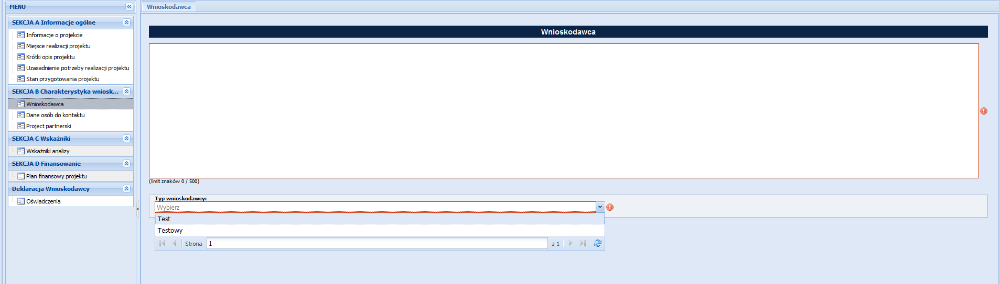 MENU
SEKCJA A Informacje ogólne
Informacje o projekcie
Miejsce realizacji projektu
Krótki opis projektu
Uzasadnienie potrzeby realizacji projektu
Stan przygotowania projektu
SEKCJA B Charakterystyka wniosk...
Wnioskodawca
Dane osób do kontaktu
Project partnerski
SEKCJA C Wskaźniki
Wskaźniki analizy
SEKCJA D Finansowanie
Plan finansowy projektu
Deklaracja Wnioskodawcy
Oświadczenia
Wnioskodawca
Wnioskodawca
(limit znaków 0 / 500)
Typ wnioskodawcy:
Wybierz
Test
Testowy
Strona 1 z 1